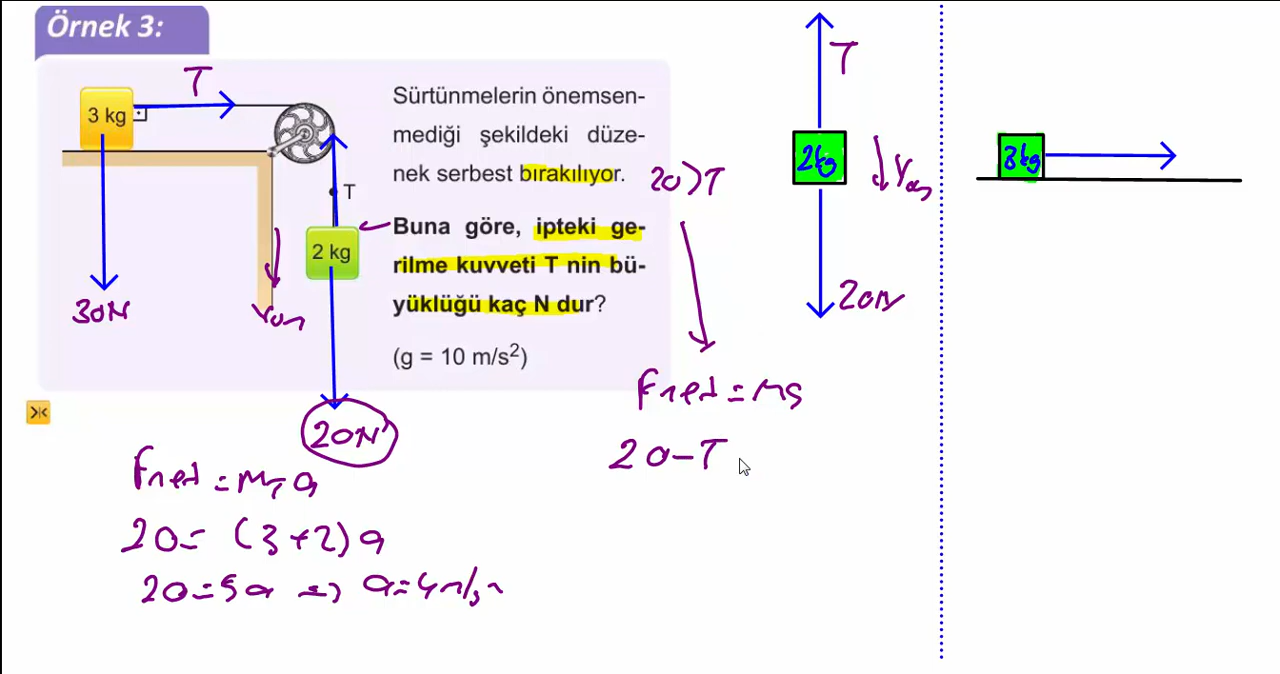 Örnek 3:
T
3 kg
T
2 kg
30N
yön
20N
Sürtünmelerin önemsen-
mediği şekildeki düze-
nek serbest bırakılıyor.
Buna göre, ipteki ge-
rilme kuvveti T nin bü-
yüklüğü kaç N dur?
(g = 10 m/s²)
Fnet = mT a
20 = (3+2) a
20 = 5a => a = 4 m/s²
20>T
Fnet = ma
20-T
T
2kg
yön
20N
3kg